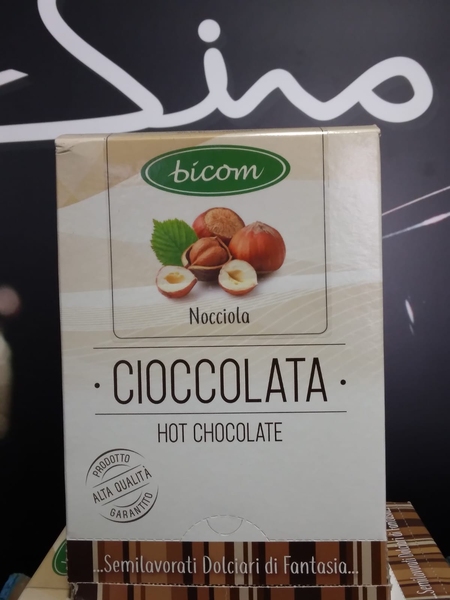 bicom
Nocciola
• CIOCCOLATA •
HOT CHOCOLATE
PRODOTTO
ALTA QUALITÀ
GARANTITO
...Semilavorati Dolciari di Fantasia...